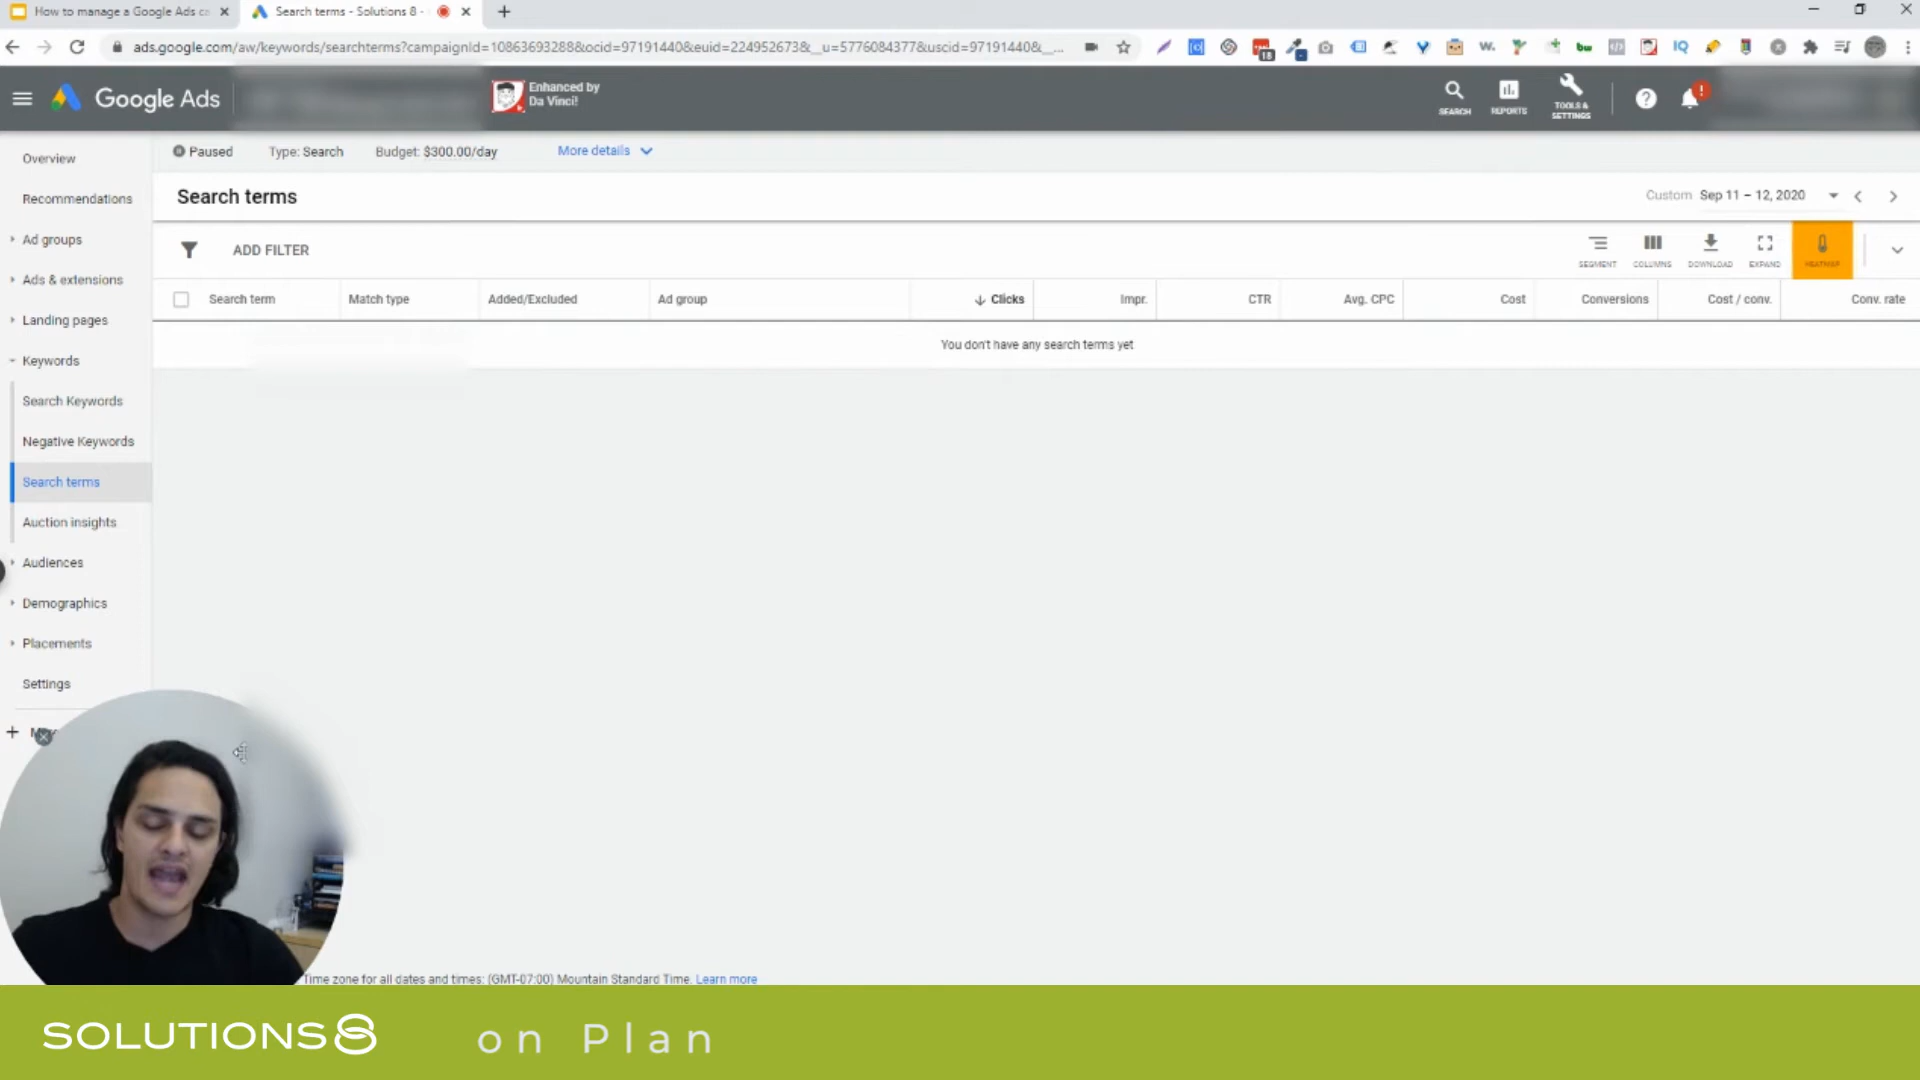 How to manage a Google Ads c
Search terms - Solutions 8 -
ads.google.com/aw/keywords/searchterms?campaignId=10863693288&ocid=97191440&euid=224952673&__u=5776084377&uscid=97191440&__...
18
W.
bw
IQ
Google Ads
Enhanced by
Da Vinci!
SEARCH
REPORTS
TOOLS &
SETTINGS
?
!
Overview
Paused
Type: Search
Budget: $300.00/day
More details
Recommendations
Search terms
Custom Sep 11 – 12, 2020
Ad groups
ADD FILTER
SEGMENT
COLUMNS
DOWNLOAD
EXPAND
HEATMAP
Ads & extensions
Search term Match type Added/Excluded Ad group Clicks Impr. CTR Avg. CPC Cost Conversions Cost / conv. Conv. rate
Landing pages
You don't have any search terms yet
Keywords
Search Keywords
Negative Keywords
Search terms
Auction insights
Audiences
Demographics
Placements
Settings
Time zone for all dates and times: (GMT-07:00) Mountain Standard Time. Learn more
SOLUTIONS8
on Plan